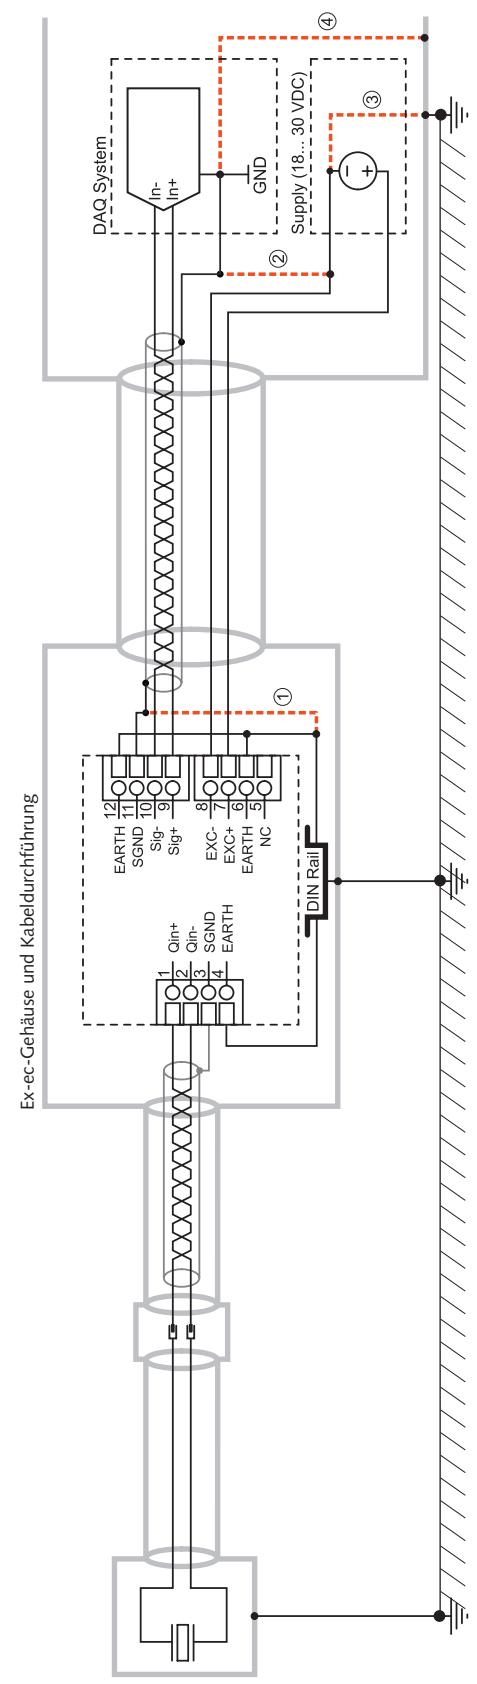 ④
③
DAQ System
In-
In+
GND
Supply (18... 30 VDC)
- +
②
①
Ex-ec-Gehäuse und Kabeldurchführung
12 EARTH
11 SGND
10 Sig-
9 Sig+
8 EXC-
7 EXC+
6 EARTH
5 NC
DIN Rail
1 Qin+
2 Qin-
3 SGND
4 EARTH